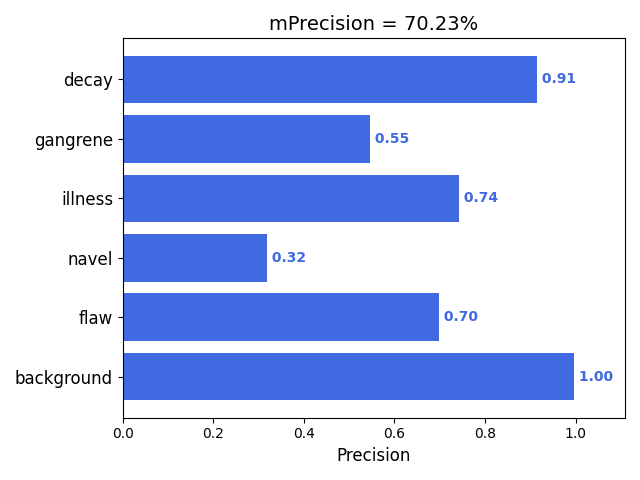 mPrecision = 70.23%
decay 0.91
gangrene 0.55
illness 0.74
navel 0.32
flaw 0.70
background 1.00
0.0 0.2 0.4 0.6 0.8 1.0
Precision